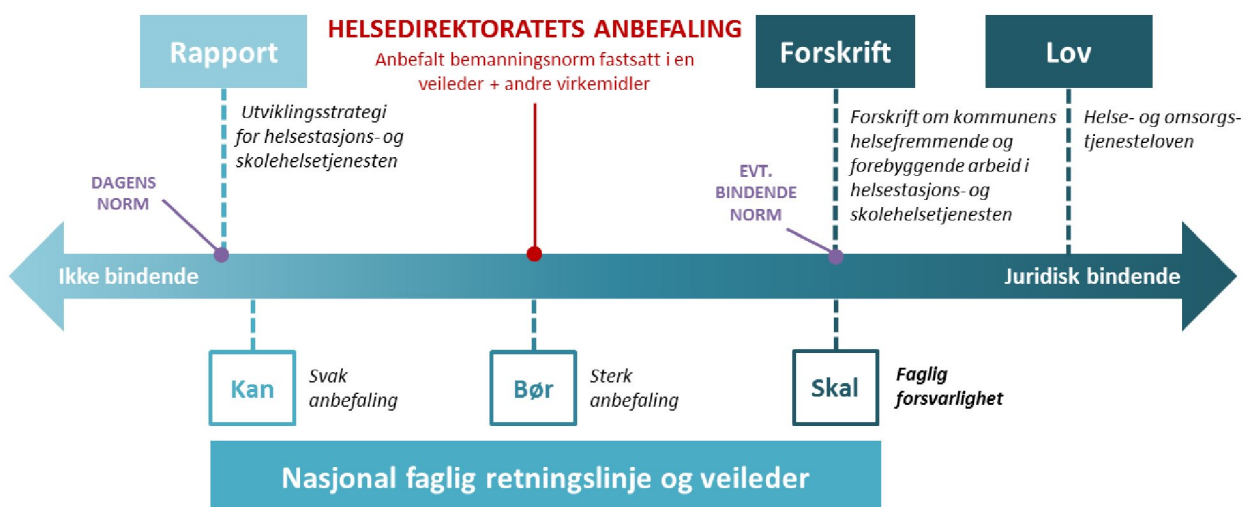 Rapport
HELSEDIREKTORATETS ANBEFALING
Anbefalt bemanningsnorm fastsatt i en
veileder + andre virkemidler
Forskrift
Lov
Utviklingsstrategi
for helsestasjons- og
skolehelsetjenesten
Forskrift om kommunens
helsefremmende og
forebyggende arbeid i
helsestasjons- og
skolehelsetjenesten
Helse- og omsorgs-
tjenesteloven
DAGENS
NORM
EVT.
BINDENDE
NORM
Ikke bindende
Juridisk bindende
Kan
Svak
anbefaling
Bør
Sterk
anbefaling
Skal
Faglig
forsvarlighet
Nasjonal faglig retningslinje og veileder